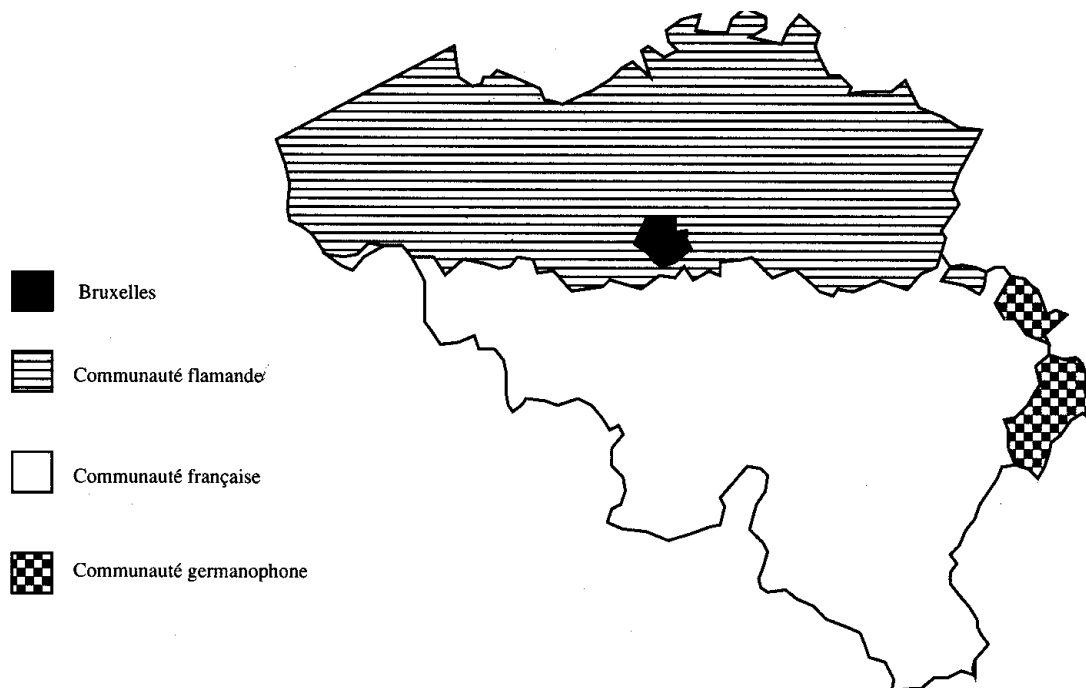 Bruxelles
Communauté flamande
Communauté française
Communauté germanophone